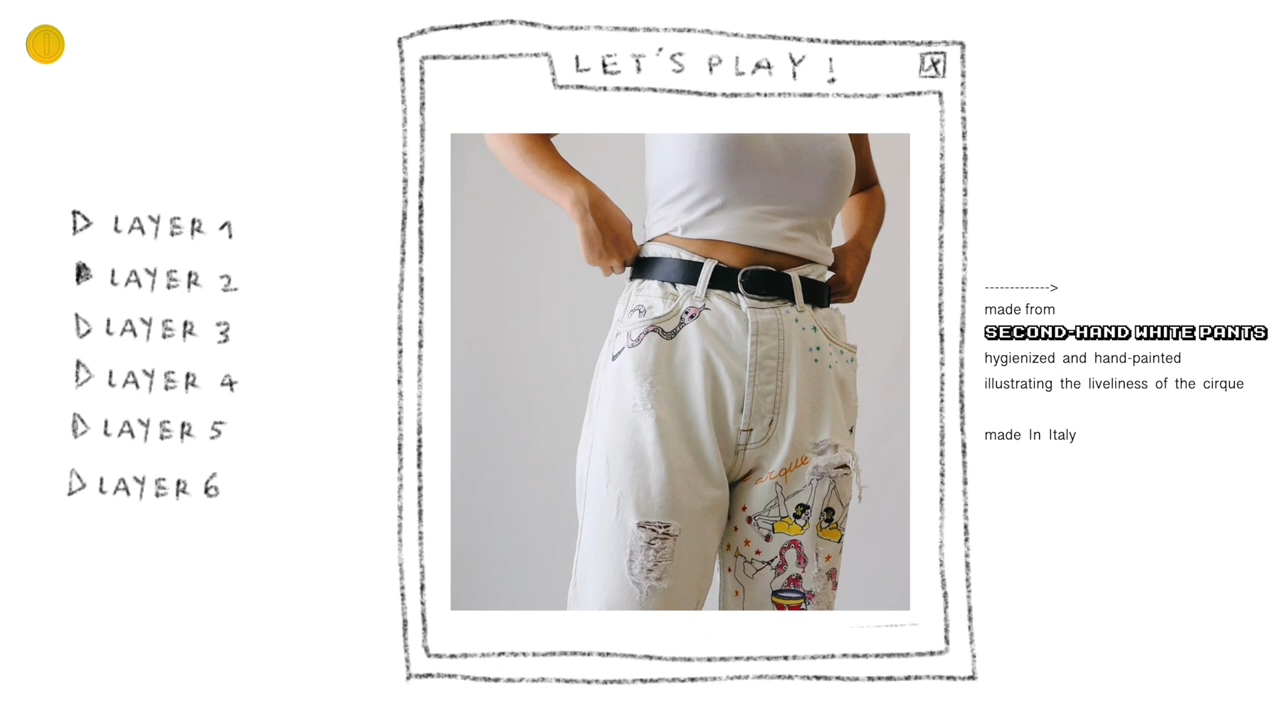 LET'S PLAY!
LAYER 1
LAYER 2
LAYER 3
LAYER 4
LAYER 5
LAYER 6
cirque
------------->
made from
SECOND-HAND WHITE PANTS
hygienized and hand-painted
illustrating the liveliness of the cirque
made In Italy